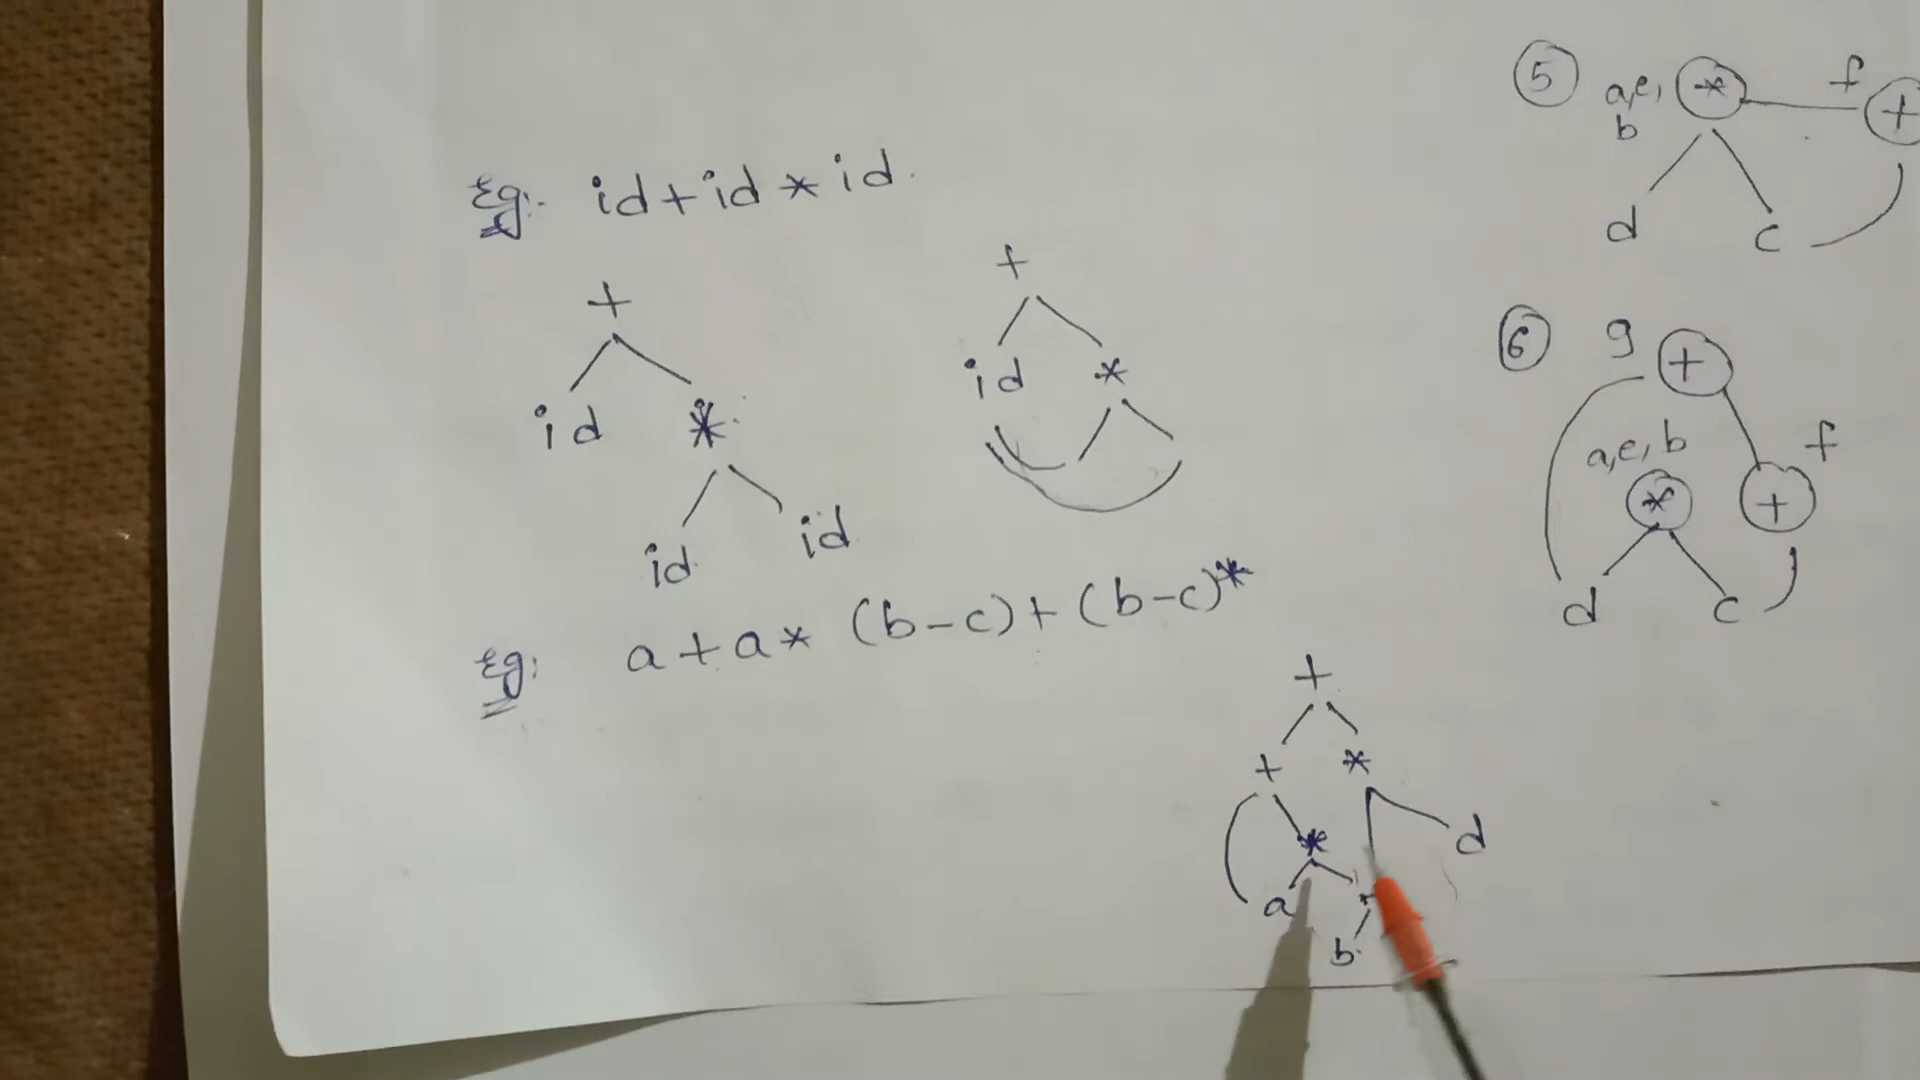 Eg:- id + id * id.
+
id *
id id
+
id *
Eg: a + a * (b-c) + (b-c)*
+
+ *
* d
a -
b
5 a,e, * f +
b
d c
6 g +
a,e,b f
* +
d c